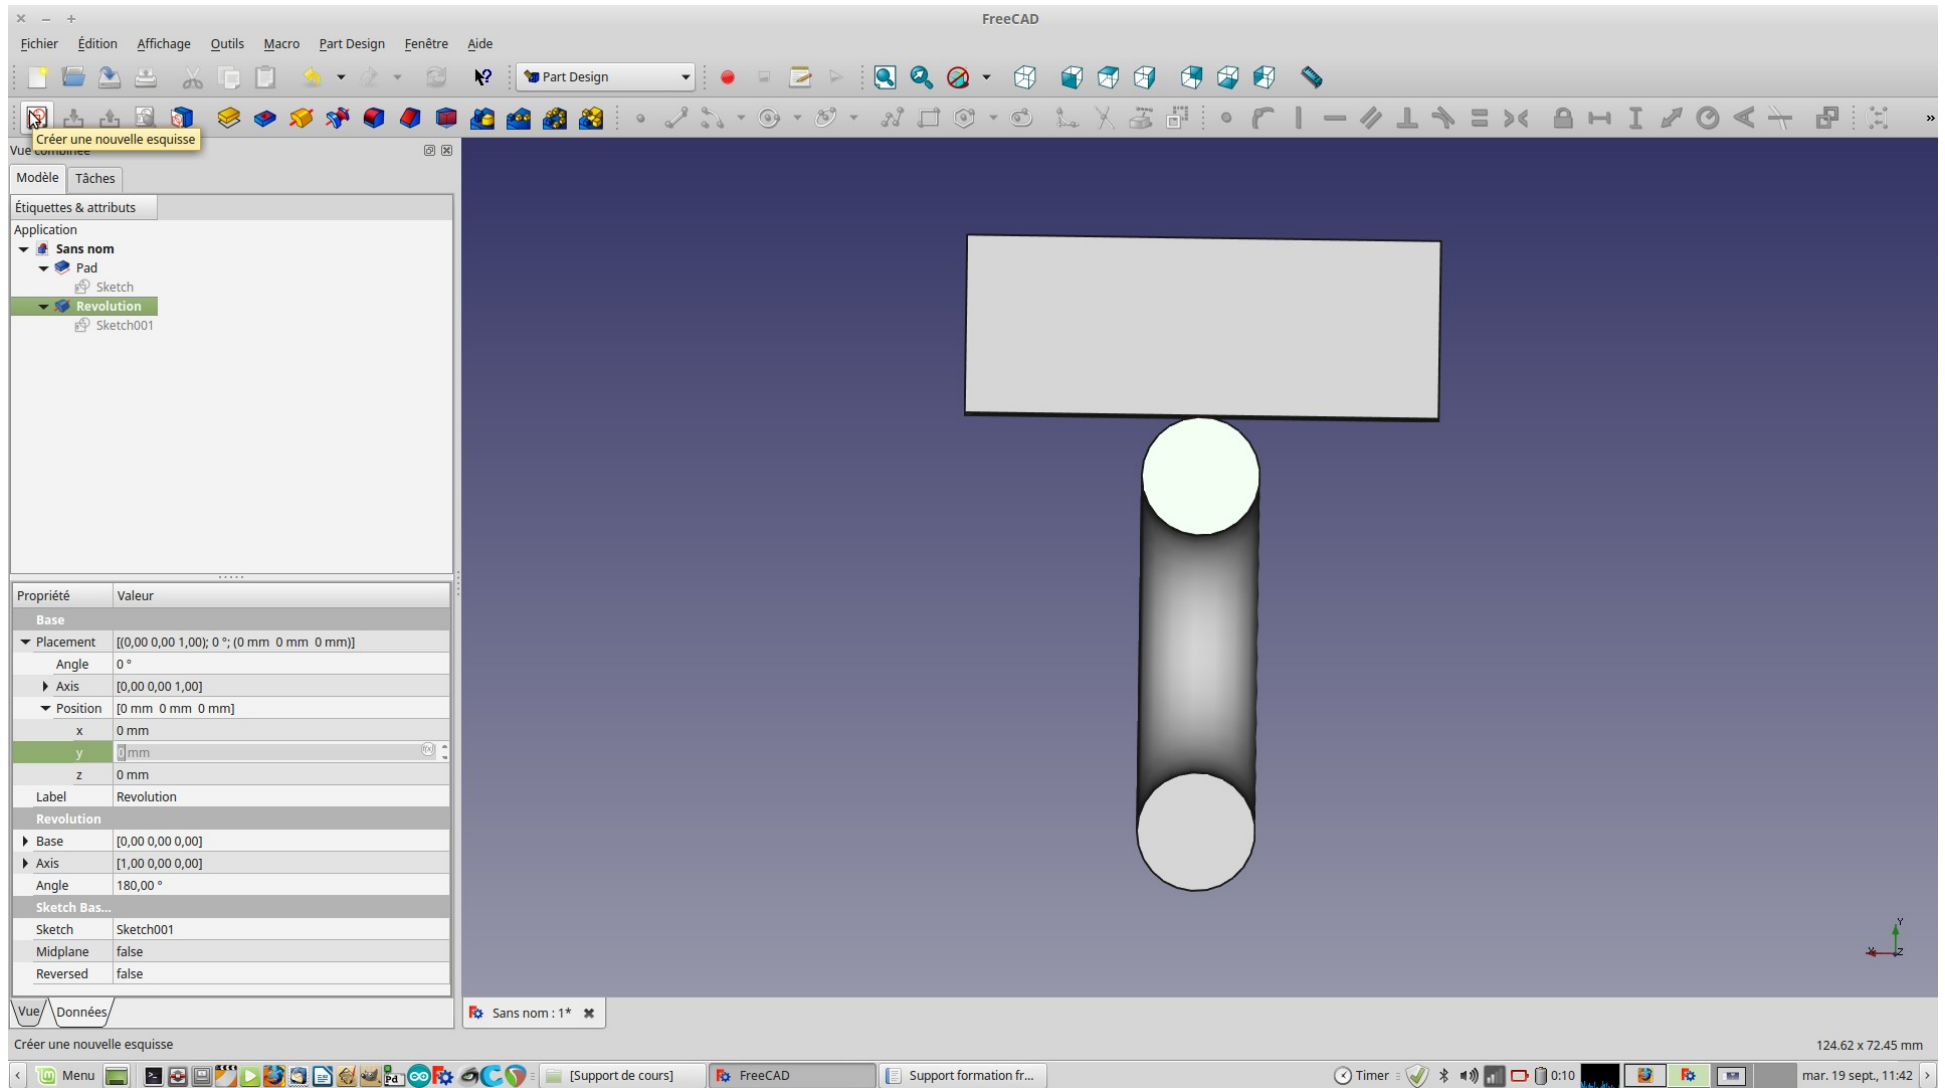 FreeCAD
Fichier Édition Affichage Outils Macro Part Design Fenêtre Aide
Part Design
Créer une nouvelle esquisse
Vue combinée
Modèle Tâches
Étiquettes & attributs
Application
Sans nom
Pad
Sketch
Revolution
Sketch001
Propriété Valeur
Base
Placement [(0,00 0,00 1,00); 0 °; (0 mm 0 mm 0 mm)]
Angle 0 °
Axis [0,00 0,00 1,00]
Position [0 mm 0 mm 0 mm]
x 0 mm
y 0 mm
z 0 mm
Label Revolution
Revolution
Base [0,00 0,00 0,00]
Axis [1,00 0,00 0,00]
Angle 180,00 °
Sketch Bas...
Sketch Sketch001
Midplane false
Reversed false
Y
X Z
Vue Données
Sans nom : 1*
Créer une nouvelle esquisse
124.62 x 72.45 mm
Menu Pd [Support de cours] FreeCAD Support formation fr... Timer 0:10 mar. 19 sept., 11:42